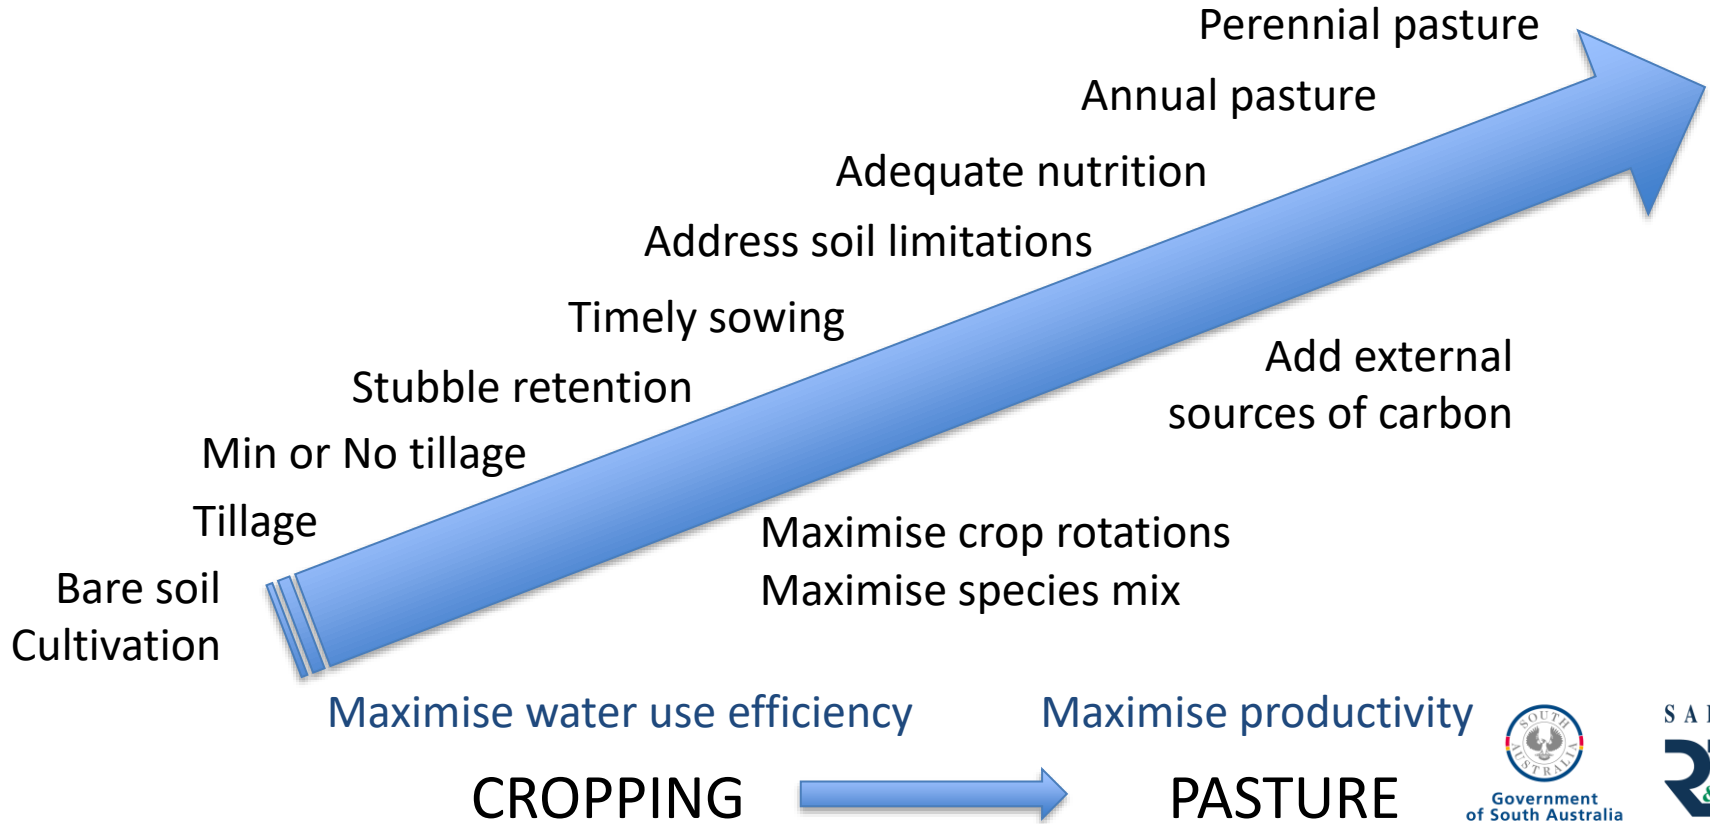 Perennial pasture
Annual pasture
Adequate nutrition
Address soil limitations
Timely sowing
Add external
sources of carbon
Stubble retention
Min or No tillage
Tillage
Maximise crop rotations
Maximise species mix
Bare soil
Cultivation
Maximise water use efficiency
Maximise productivity
CROPPING
PASTURE
SOUTH AUSTRALIA
Government
of South Australia